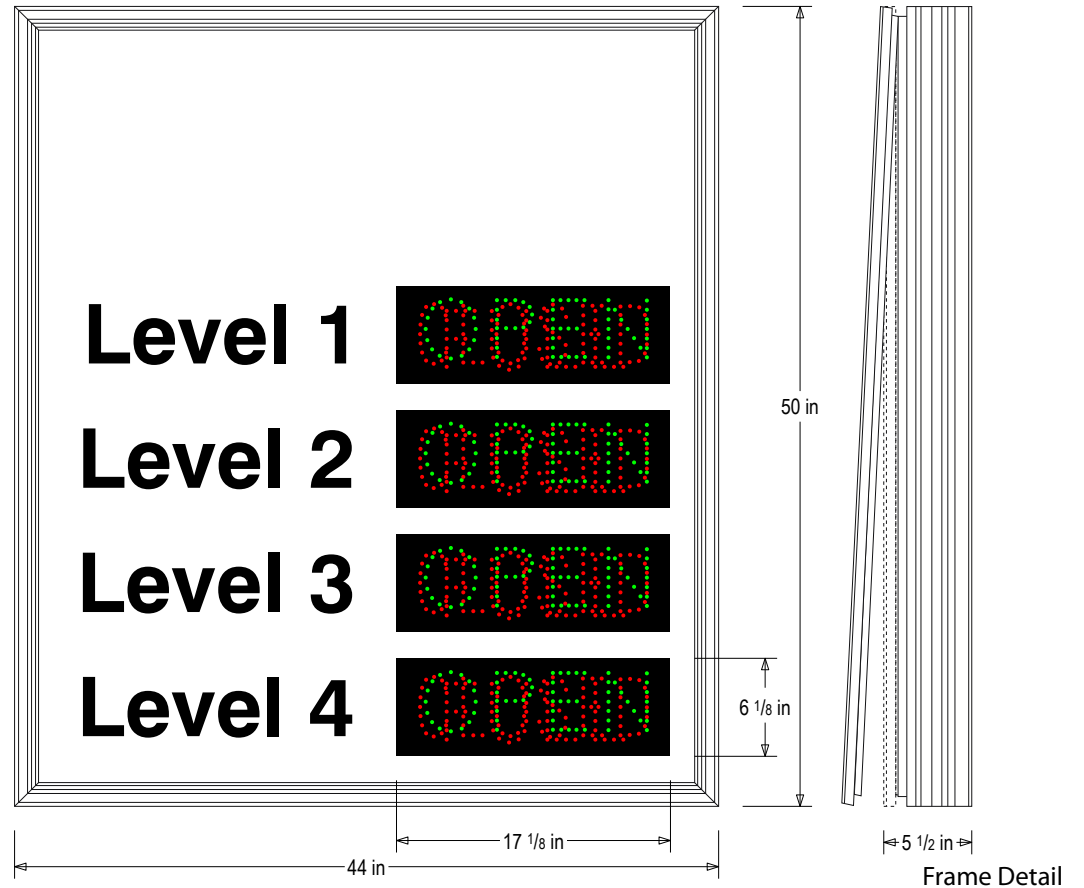 Level 1 OPEN
Level 2 OPEN
Level 3 OPEN
Level 4 OPEN
50 in
6 1/8 in
17 1/8 in
44 in
5 1/2 in
Frame Detail